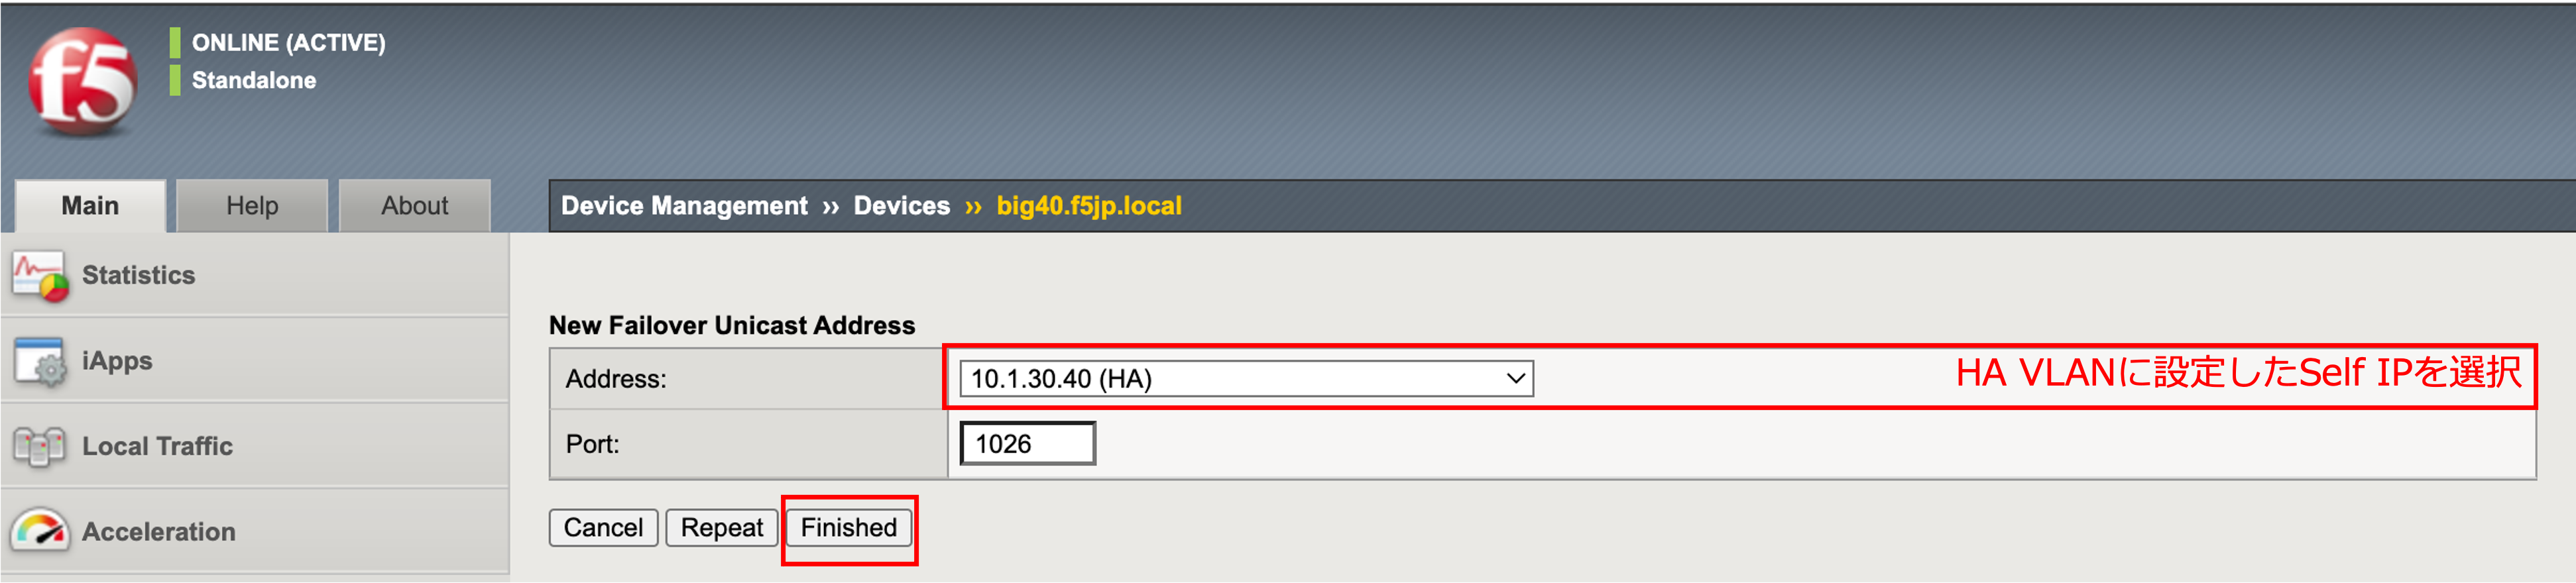 f5
ONLINE (ACTIVE)
Standalone
Main Help About
Device Management ›› Devices ›› big40.f5jp.local
Statistics
iApps
Local Traffic
Acceleration
New Failover Unicast Address
Address: 10.1.30.40 (HA) HA VLANに設定したSelf IPを選択
Port: 1026
Cancel Repeat Finished